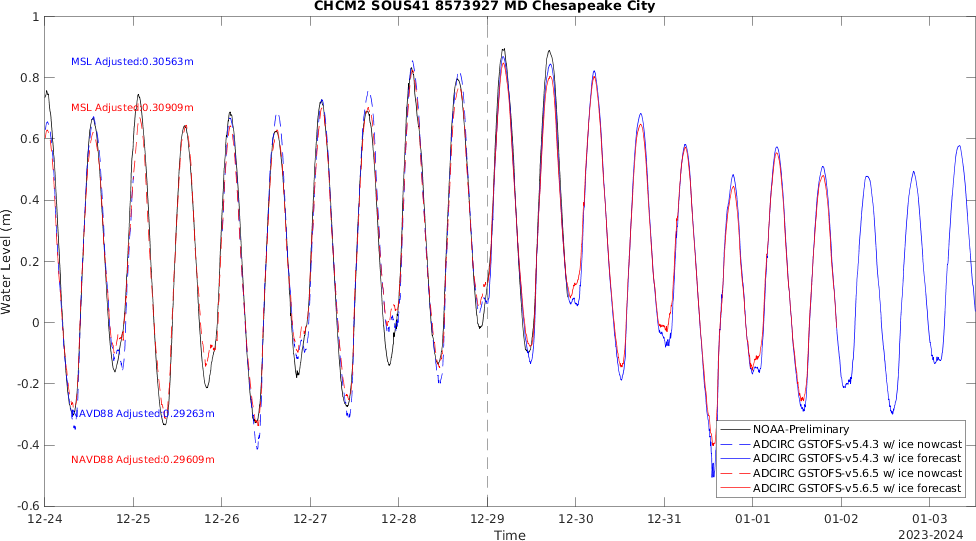 CHCM2 SOUS41 8573927 MD Chesapeake City
1
0.8
0.6
0.4
0.2
0
-0.2
-0.4
-0.6
Water Level (m)
MSL Adjusted:0.30563m
MSL Adjusted:0.30909m
NAVD88 Adjusted:0.29263m
NAVD88 Adjusted:0.29609m
NOAA-Preliminary
ADCIRC GSTOFS-v5.4.3 w/ ice nowcast
ADCIRC GSTOFS-v5.4.3 w/ ice forecast
ADCIRC GSTOFS-v5.6.5 w/ ice nowcast
ADCIRC GSTOFS-v5.6.5 w/ ice forecast
12-24 12-25 12-26 12-27 12-28 12-29 12-30 12-31 01-01 01-02 01-03
Time
2023-2024